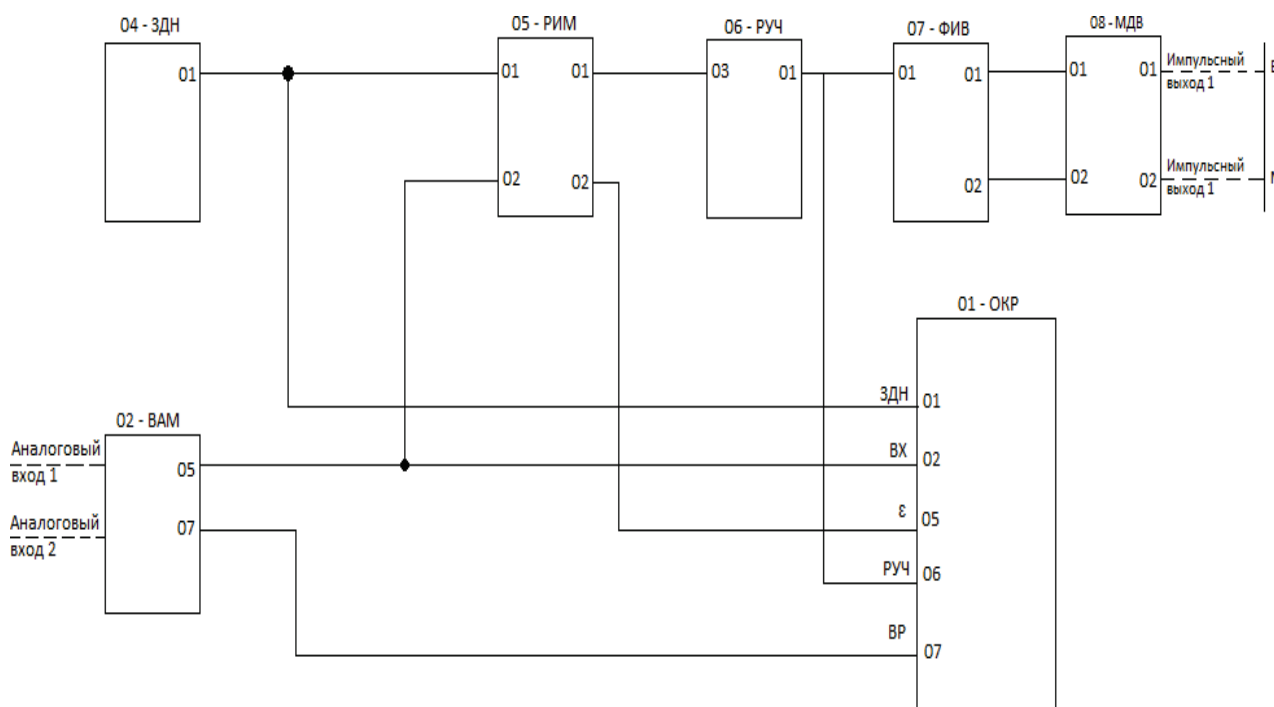 04 - ЗДН
05 - РИМ
06 - РУЧ
07 - ФИВ
08 - МДВ
01
01
01
03
01
01
01
01
01
Импульсный
выход 1
02
02
02
02
02
Импульсный
выход 1
01 - ОКР
ЗДН
01
02 - ВАМ
Аналоговый
вход 1
05
ВХ
02
Аналоговый
вход 2
07
ε
05
РУЧ
06
ВР
07